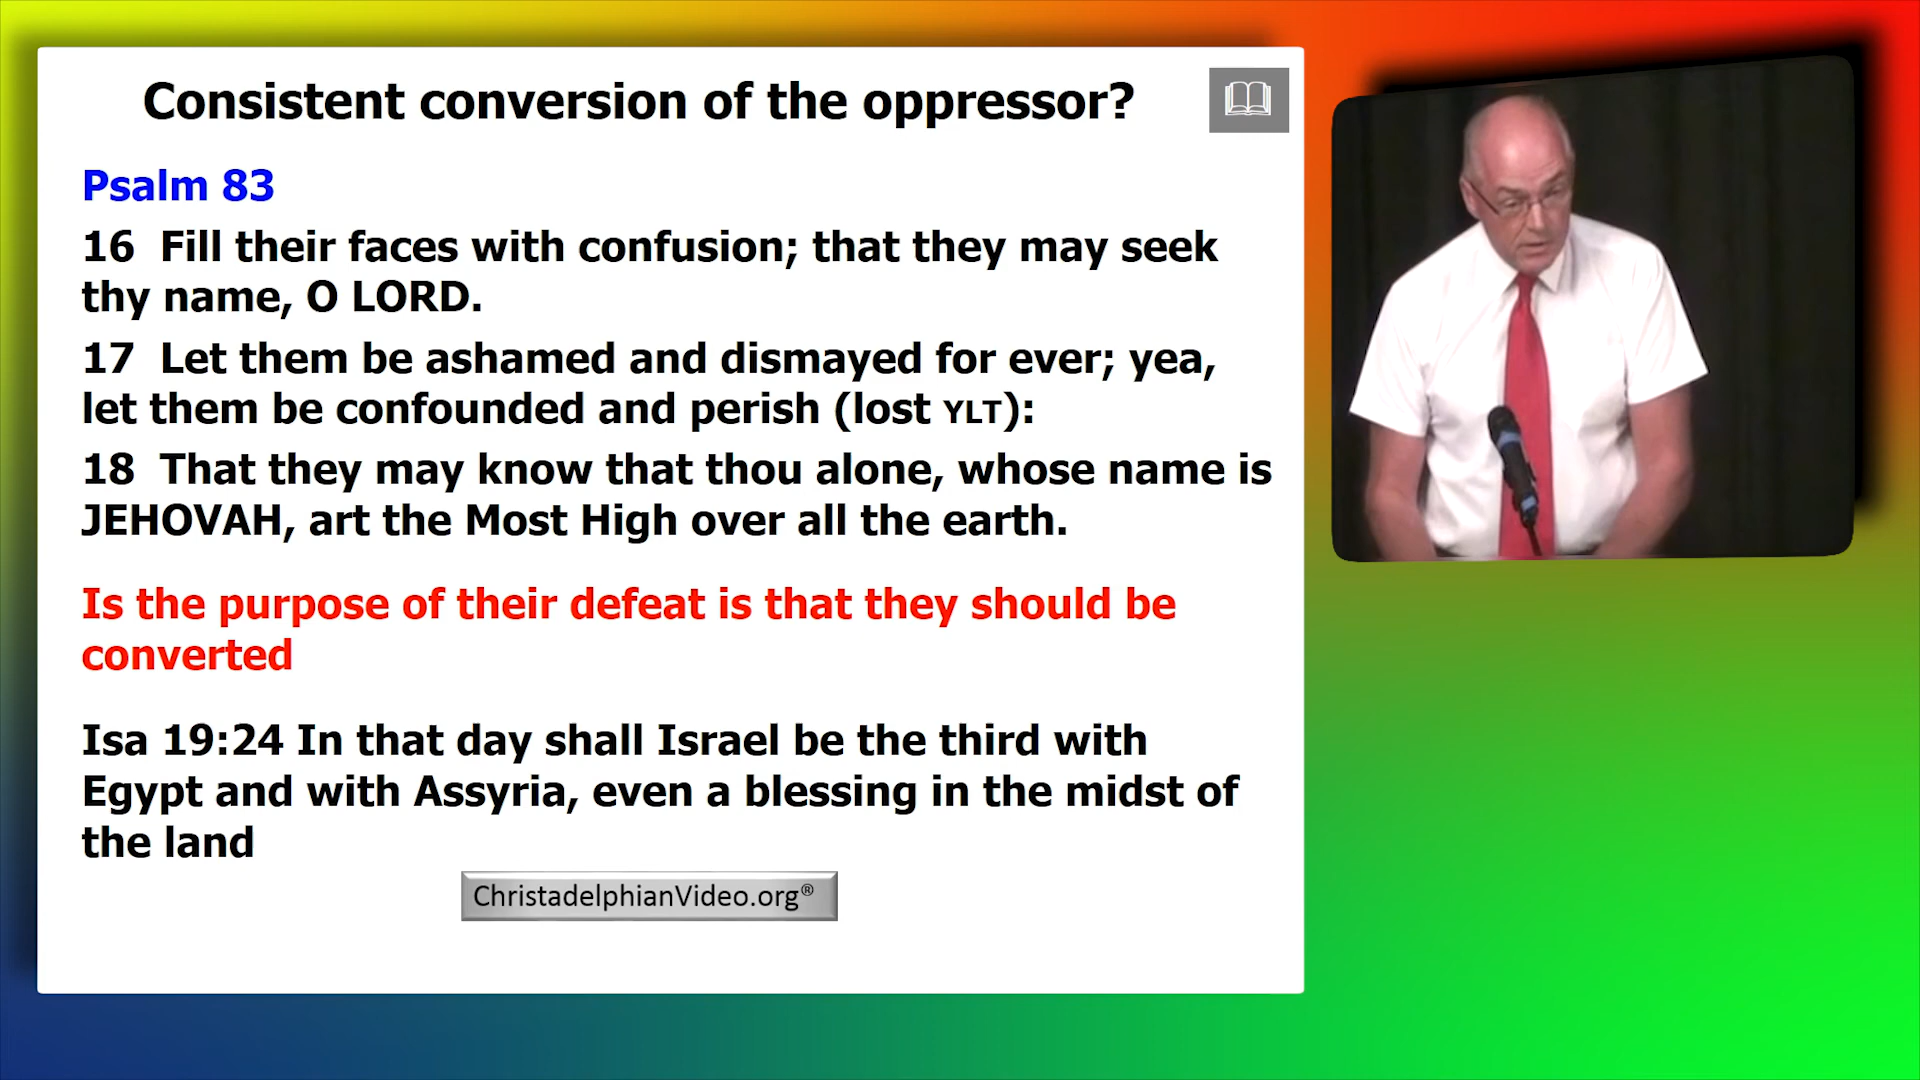 Consistent conversion of the oppressor?
Psalm 83
16 Fill their faces with confusion; that they may seek
thy name, O LORD.
17 Let them be ashamed and dismayed for ever; yea,
let them be confounded and perish (lost YLT):
18 That they may know that thou alone, whose name is
JEHOVAH, art the Most High over all the earth.
Is the purpose of their defeat is that they should be
converted
Isa 19:24 In that day shall Israel be the third with
Egypt and with Assyria, even a blessing in the midst of
the land
ChristadelphianVideo.org®